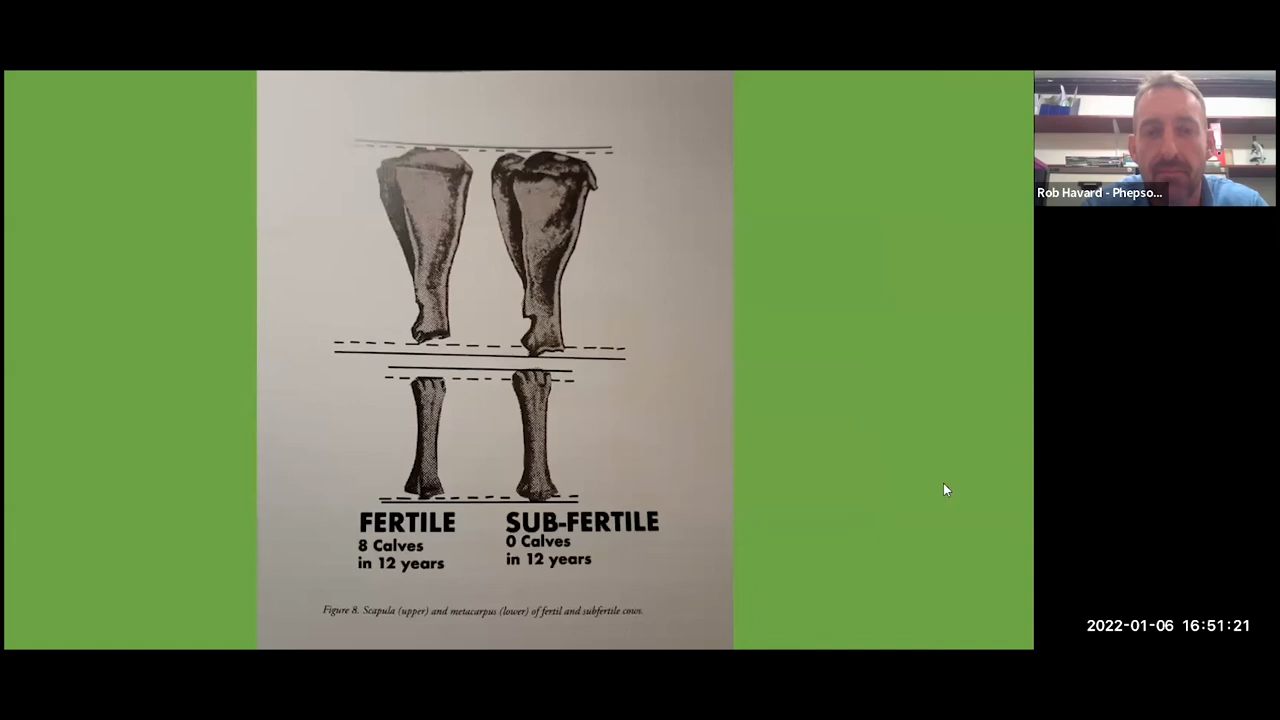 Rob Havard - Phepso...
FERTILE
8 Calves
in 12 years
SUB-FERTILE
0 Calves
in 12 years
Figure 8. Scapula (upper) and metacarpus (lower) of fertil and subfertile cows.
2022-01-06 16:51:21